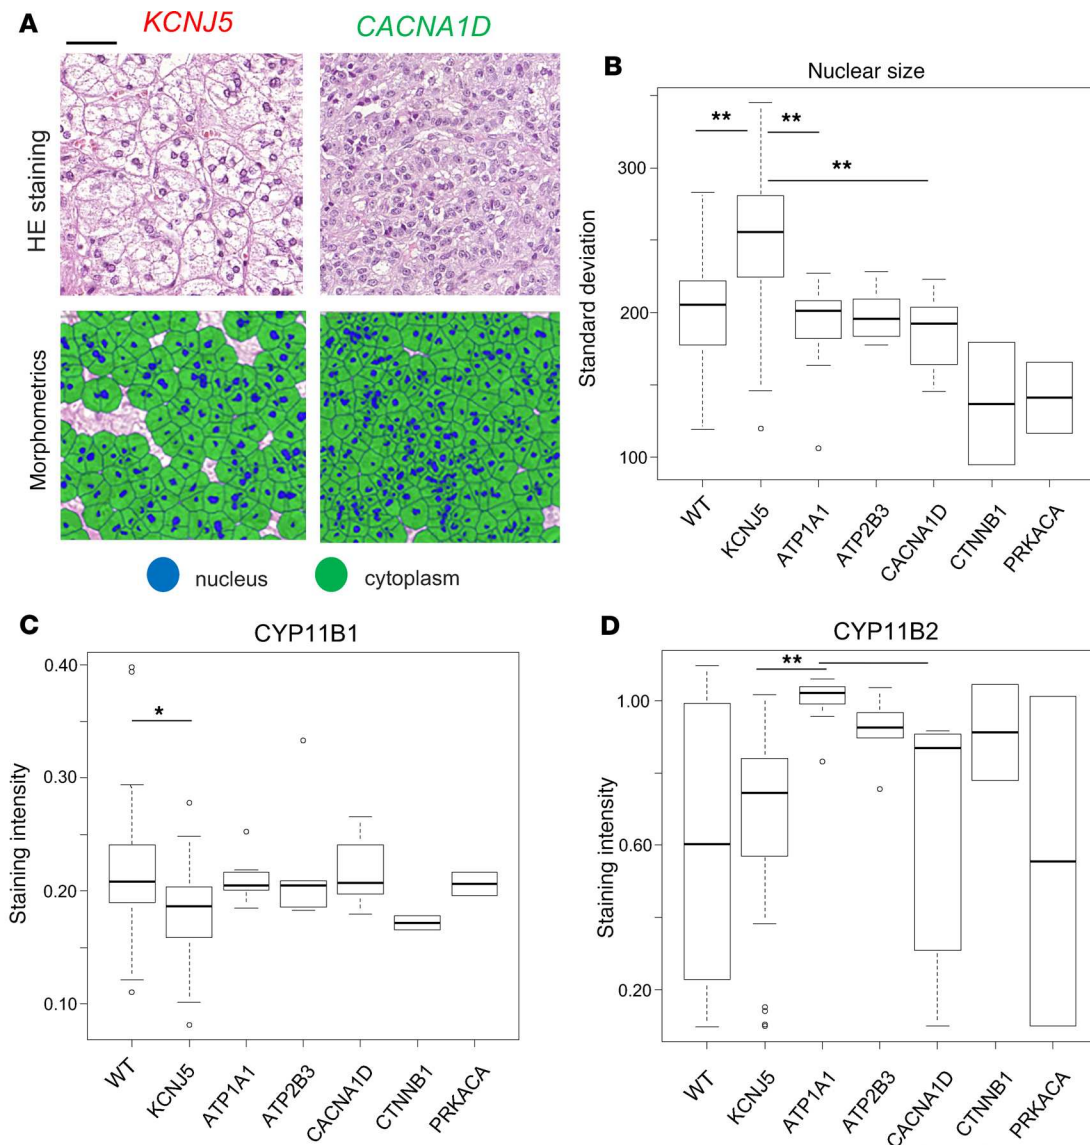 A
KCNJ5
CACNA1D
HE staining
Morphometrics
nucleus
cytoplasm
B
Nuclear size
Standard deviation
300
200
100
**
**
**
WT
KCNJ5
ATP1A1
ATP2B3
CACNA1D
CTNNB1
PRKACA
C
CYP11B1
Staining intensity
0.40
0.30
0.20
0.10
*
WT
KCNJ5
ATP1A1
ATP2B3
CACNA1D
CTNNB1
PRKACA
D
CYP11B2
Staining intensity
1.00
0.60
0.20
**
WT
KCNJ5
ATP1A1
ATP2B3
CACNA1D
CTNNB1
PRKACA